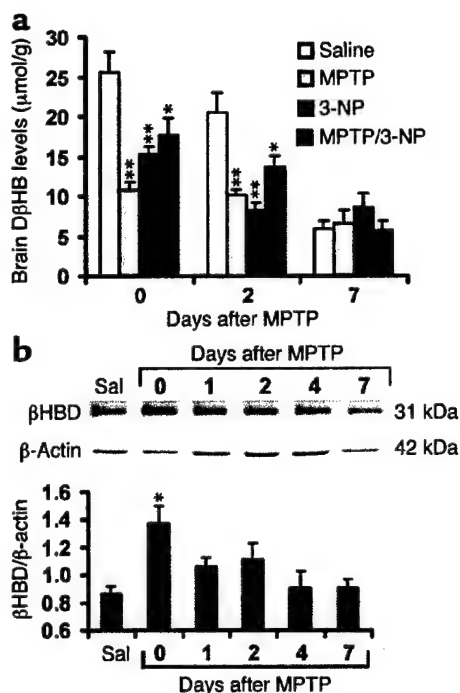 a
Brain DβHB levels (μmol/g)
30
25
20
15
10
5
0
Saline
MPTP
3-NP
MPTP/3-NP
**
**
*
**
**
*
0 2 7
Days after MPTP
b
Days after MPTP
Sal 0 1 2 4 7
βHBD 31 kDa
β-Actin 42 kDa
βHBD/β-actin
1.6
1.4
1.2
1.0
0.8
0.6
*
Sal 0 1 2 4 7
Days after MPTP